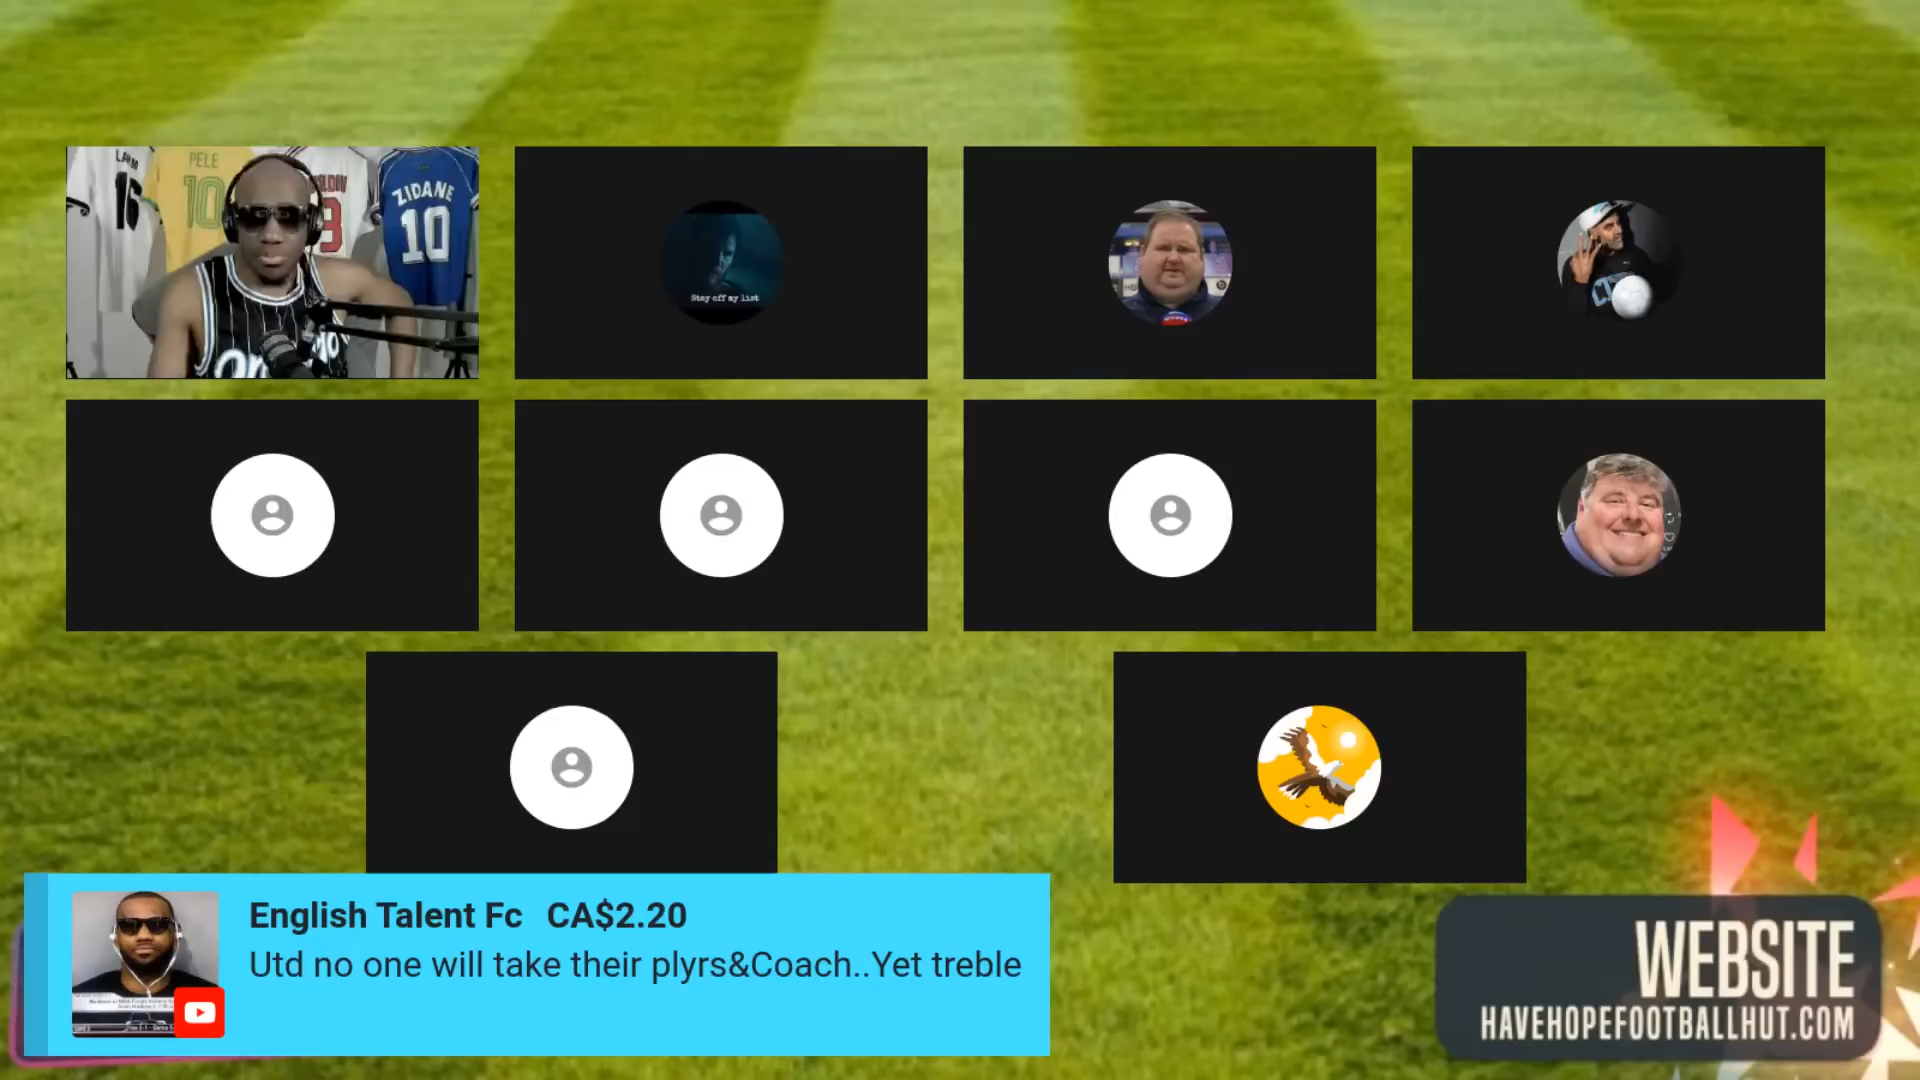 PELE
10
16
ZIDANE
10
Stay off my list
English Talent Fc CA$2.20
Utd no one will take their plyrs&Coach..Yet treble
WEBSITE
HAVEHOPEFOOTBALLHUT.COM